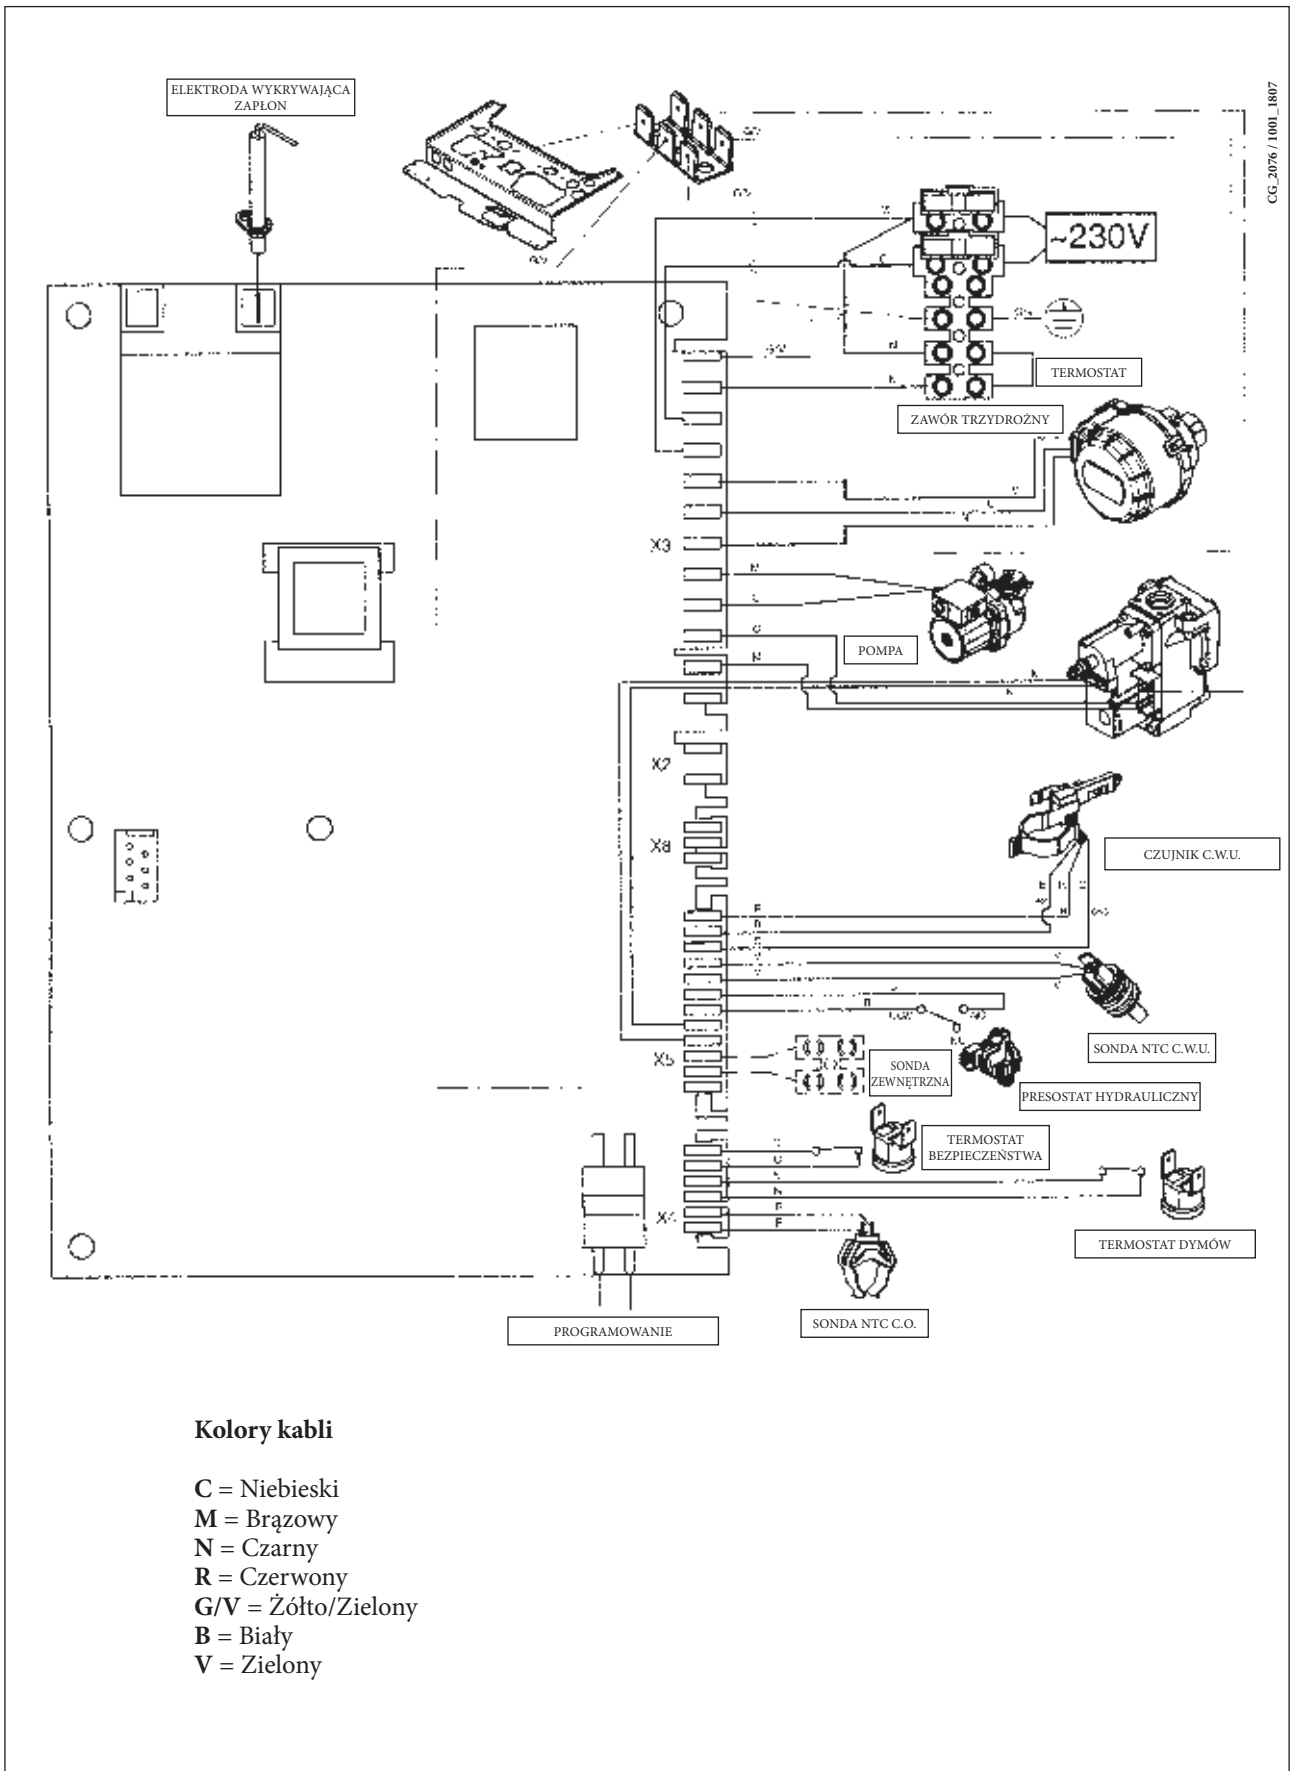 ELEKTRODA WYKRYWAJĄCA
ZAPŁON
CG_2076 / 1001_1807
~230V
TERMOSTAT
ZAWÓR TRZYDROŻNY
X3
POMPA
X2
X8
CZUJNIK C.W.U.
SONDA NTC C.W.U.
X5
SONDA
ZEWNĘTRZNA
PRESOSTAT HYDRAULICZNY
TERMOSTAT
BEZPIECZEŃSTWA
X4
TERMOSTAT DYMÓW
SONDA NTC C.O.
PROGRAMOWANIE
Kolory kabli
C = Niebieski
M = Brązowy
N = Czarny
R = Czerwony
G/V = Żółto/Zielony
B = Biały
V = Zielony